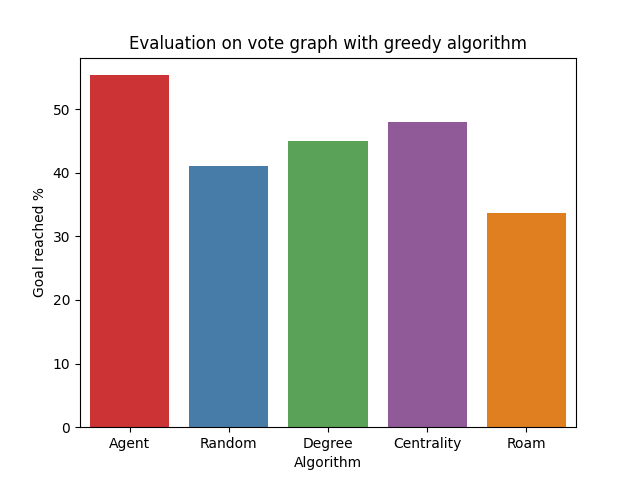 Evaluation on vote graph with greedy algorithm
Goal reached %
50
40
30
20
10
0
Agent Random Degree Centrality Roam
Algorithm